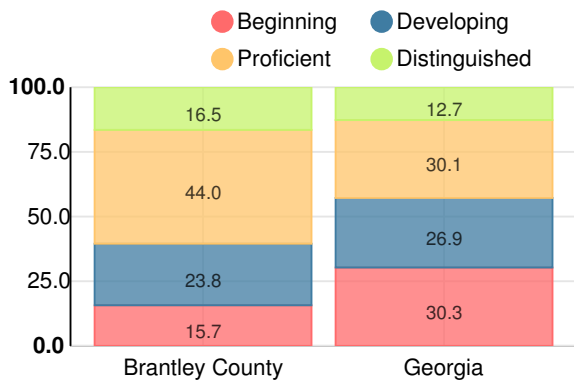 Beginning
Developing
Proficient
Distinguished
100.0
75.0
50.0
25.0
0.0
16.5
44.0
23.8
15.7
12.7
30.1
26.9
30.3
Brantley County
Georgia